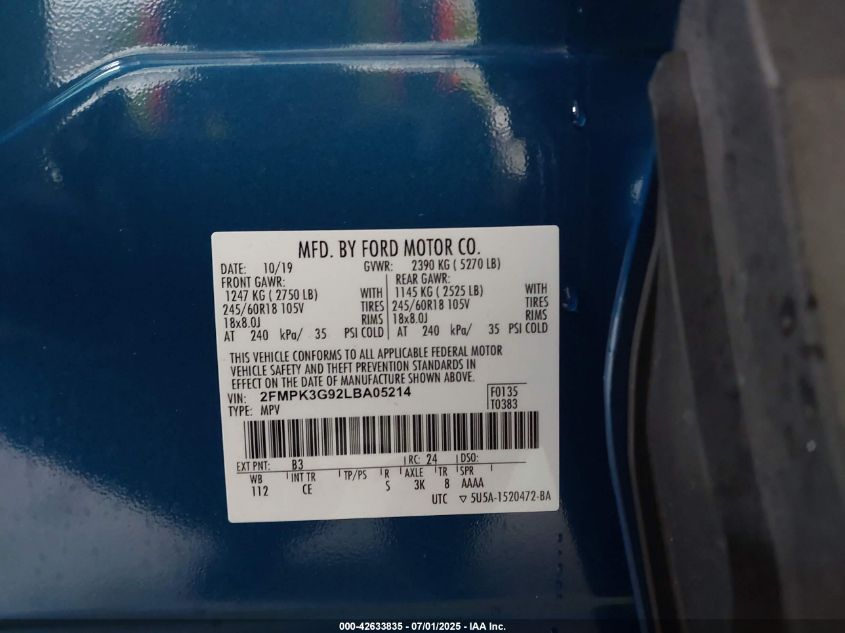 MFD. BY FORD MOTOR CO.
DATE: 10/19 GVWR: 2390 KG ( 5270 LB)
FRONT GAWR: REAR GAWR:
1247 KG ( 2750 LB) WITH 1145 KG ( 2525 LB) WITH
245/60R18 105V TIRES 245/60R18 105V TIRES
18x8.0J RIMS 18x8.0J RIMS
AT 240 kPa/ 35 PSI COLD AT 240 kPa/ 35 PSI COLD
THIS VEHICLE CONFORMS TO ALL APPLICABLE FEDERAL MOTOR
VEHICLE SAFETY AND THEFT PREVENTION STANDARDS IN
EFFECT ON THE DATE OF MANUFACTURE SHOWN ABOVE.
VIN: 2FMPK3G92LBA05214 F0135
TYPE: MPV T0383
EXT PNT: B3 RC: 24 DSO:
WB INT TR TP/PS R AXLE TR SPR
112 CE S 3K 8 AAAA
UTC ▽ 5U5A-1520472-BA
000-42633835 - 07/01/2025 - IAA Inc.